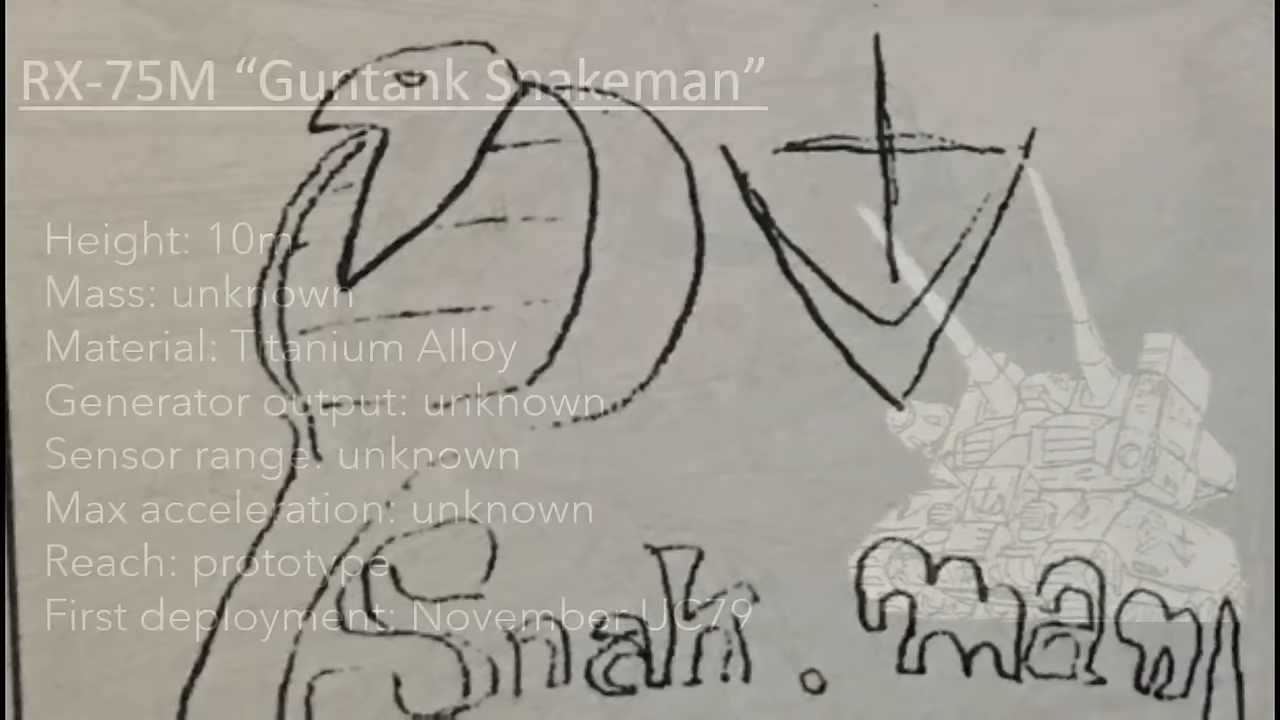 RX-75M “Guntank Snakeman”
Height: 10m
Mass: unknown
Material: Titanium Alloy
Generator output: unknown
Sensor range: unknown
Max acceleration: unknown
Reach: prototype
First deployment: November UC79
Snak. man